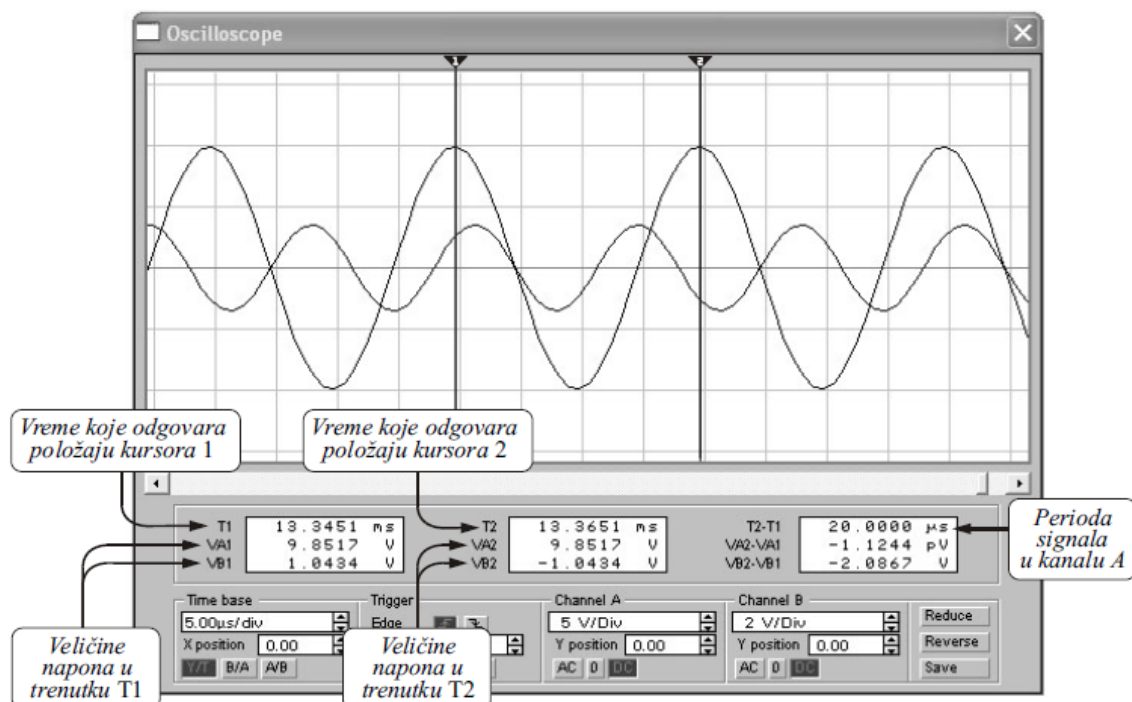 Oscilloscope
1 2
Vreme koje odgovara
položaju kursora 1
Vreme koje odgovara
položaju kursora 2
T1 13.3451 ms
VA1 9.8517 V
VB1 1.0434 V
T2 13.3651 ms
VA2 9.8517 V
VB2 -1.0434 V
T2-T1 20.0000 µs
VA2-VA1 -1.1244 pV
VB2-VB1 -2.0867 V
Perioda
signala
u kanalu A
Time base
5.00µs/div
X position 0.00
Y/T B/A A/B
Trigger
Edge
Channel A
5 V/Div
Y position 0.00
AC 0 DC
Channel B
2 V/Div
Y position 0.00
AC 0 DC
Reduce
Reverse
Save
Veličine
napona u
trenutku T1
Veličine
napona u
trenutku T2